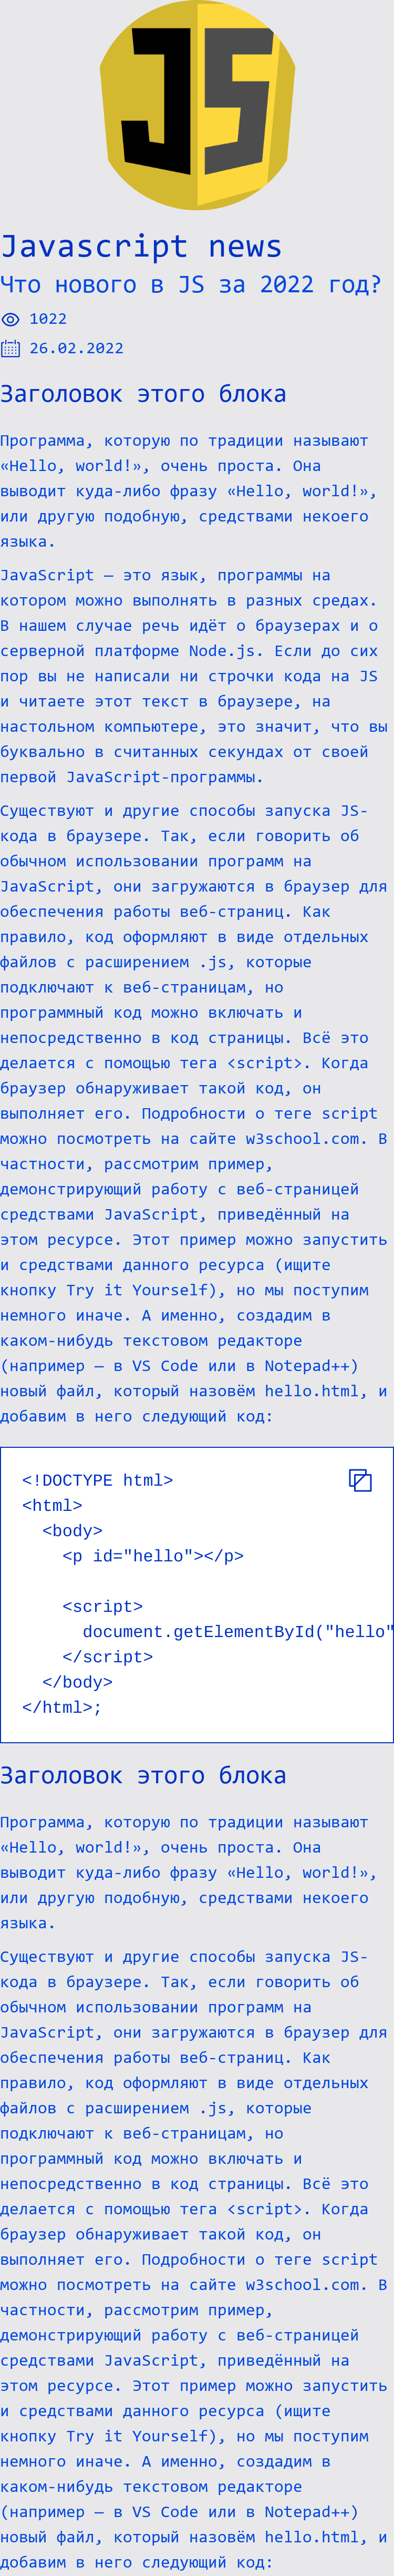 JS
Javascript news
Что нового в JS за 2022 год?
1022
26.02.2022
Заголовок этого блока
Программа, которую по традиции называют
«Hello, world!», очень проста. Она
выводит куда-либо фразу «Hello, world!»,
или другую подобную, средствами некоего
языка.
JavaScript — это язык, программы на
котором можно выполнять в разных средах.
В нашем случае речь идёт о браузерах и о
серверной платформе Node.js. Если до сих
пор вы не написали ни строчки кода на JS
и читаете этот текст в браузере, на
настольном компьютере, это значит, что вы
буквально в считанных секундах от своей
первой JavaScript-программы.
Существуют и другие способы запуска JS-
кода в браузере. Так, если говорить об
обычном использовании программ на
JavaScript, они загружаются в браузер для
обеспечения работы веб-страниц. Как
правило, код оформляют в виде отдельных
файлов с расширением .js, которые
подключают к веб-страницам, но
программный код можно включать и
непосредственно в код страницы. Всё это
делается с помощью тега <script>. Когда
браузер обнаруживает такой код, он
выполняет его. Подробности о теге script
можно посмотреть на сайте w3school.com. В
частности, рассмотрим пример,
демонстрирующий работу с веб-страницей
средствами JavaScript, приведённый на
этом ресурсе. Этот пример можно запустить
и средствами данного ресурса (ищите
кнопку Try it Yourself), но мы поступим
немного иначе. А именно, создадим в
каком-нибудь текстовом редакторе
(например — в VS Code или в Notepad++)
новый файл, который назовём hello.html, и
добавим в него следующий код:
<!DOCTYPE html>
<html>
  <body>
    <p id="hello"></p>
    <script>
      document.getElementById("hello"
    </script>
  </body>
</html>;
Заголовок этого блока
Программа, которую по традиции называют
«Hello, world!», очень проста. Она
выводит куда-либо фразу «Hello, world!»,
или другую подобную, средствами некоего
языка.
Существуют и другие способы запуска JS-
кода в браузере. Так, если говорить об
обычном использовании программ на
JavaScript, они загружаются в браузер для
обеспечения работы веб-страниц. Как
правило, код оформляют в виде отдельных
файлов с расширением .js, которые
подключают к веб-страницам, но
программный код можно включать и
непосредственно в код страницы. Всё это
делается с помощью тега <script>. Когда
браузер обнаруживает такой код, он
выполняет его. Подробности о теге script
можно посмотреть на сайте w3school.com. В
частности, рассмотрим пример,
демонстрирующий работу с веб-страницей
средствами JavaScript, приведённый на
этом ресурсе. Этот пример можно запустить
и средствами данного ресурса (ищите
кнопку Try it Yourself), но мы поступим
немного иначе. А именно, создадим в
каком-нибудь текстовом редакторе
(например — в VS Code или в Notepad++)
новый файл, который назовём hello.html, и
добавим в него следующий код: